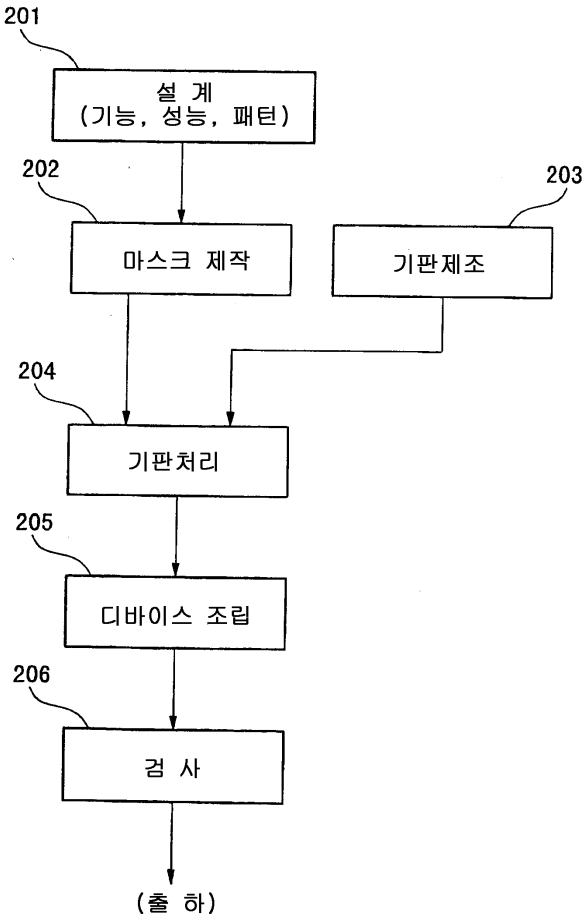 201
설 계
(기능, 성능, 패턴)
202
203
마스크 제작
기판제조
204
기판처리
205
디바이스 조립
206
검 사
(출 하)